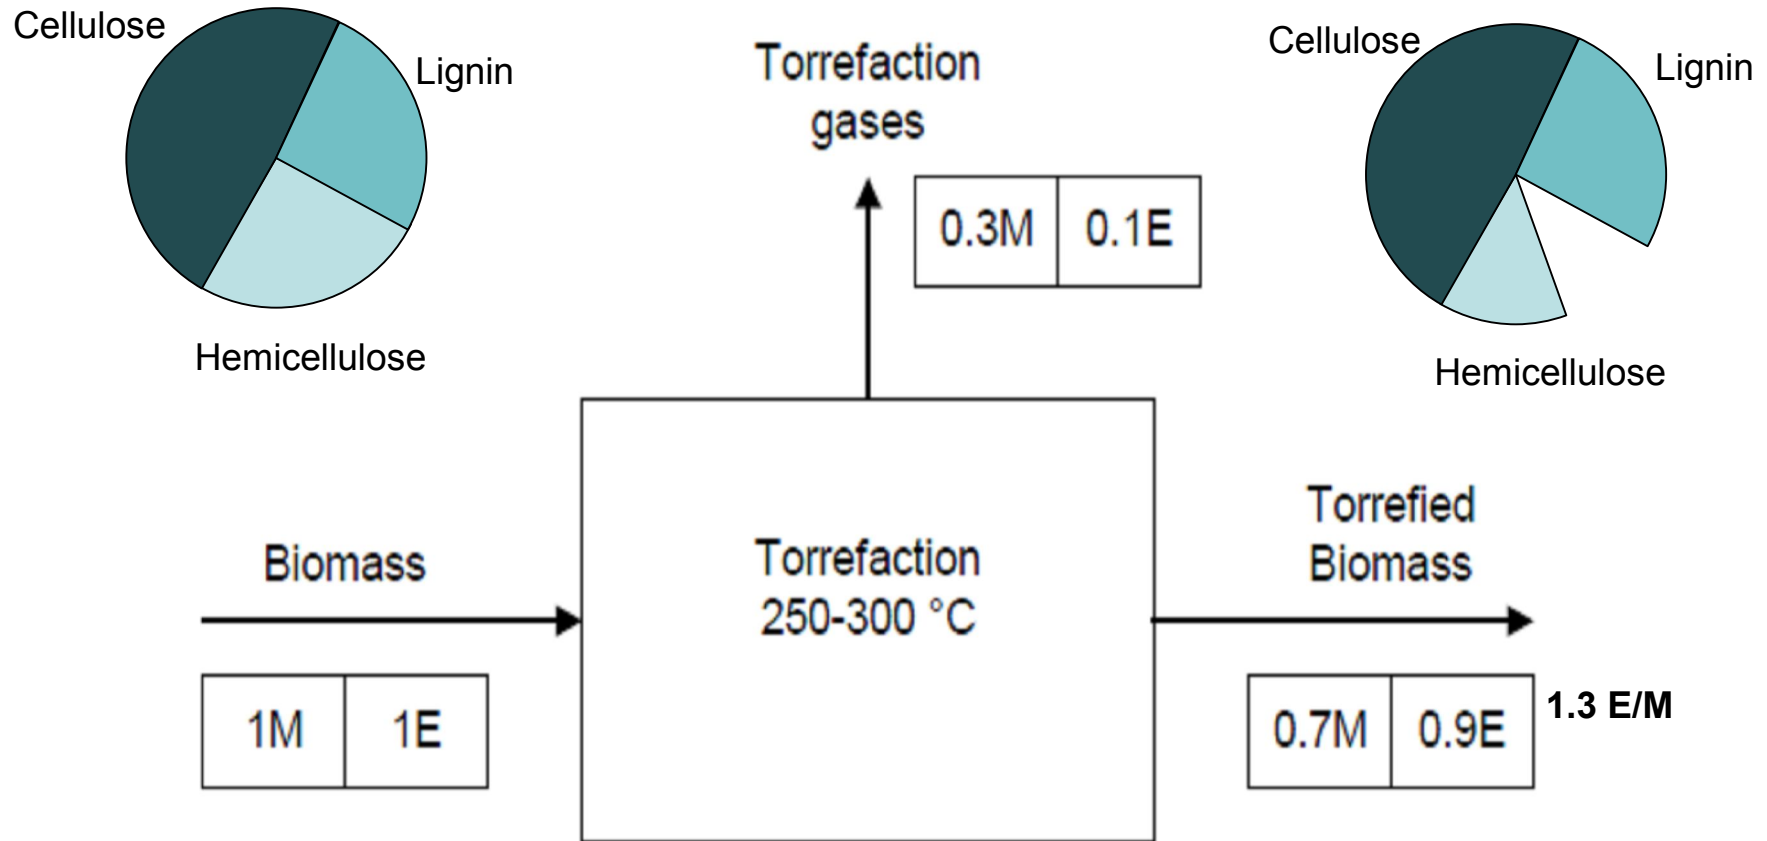 Cellulose
Lignin
Hemicellulose
Torrefaction
gases
0.3M 0.1E
Cellulose
Lignin
Hemicellulose
Biomass
1M 1E
Torrefaction
250-300 °C
Torrefied
Biomass
0.7M 0.9E
1.3 E/M